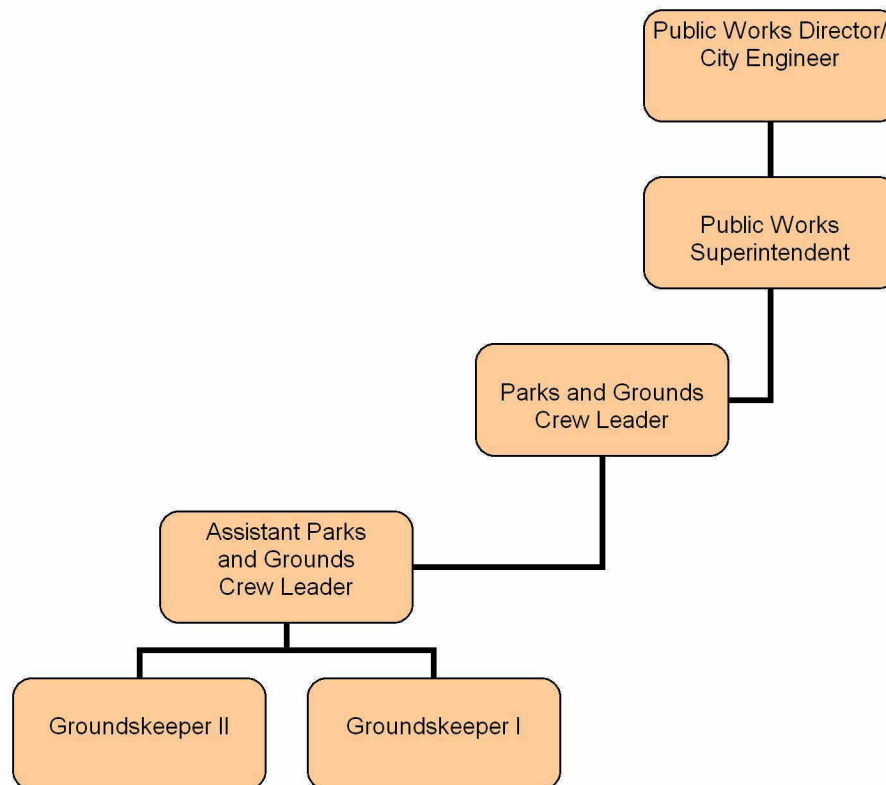 Public Works Director/
City Engineer
Public Works
Superintendent
Parks and Grounds
Crew Leader
Assistant Parks
and Grounds
Crew Leader
Groundskeeper II
Groundskeeper I